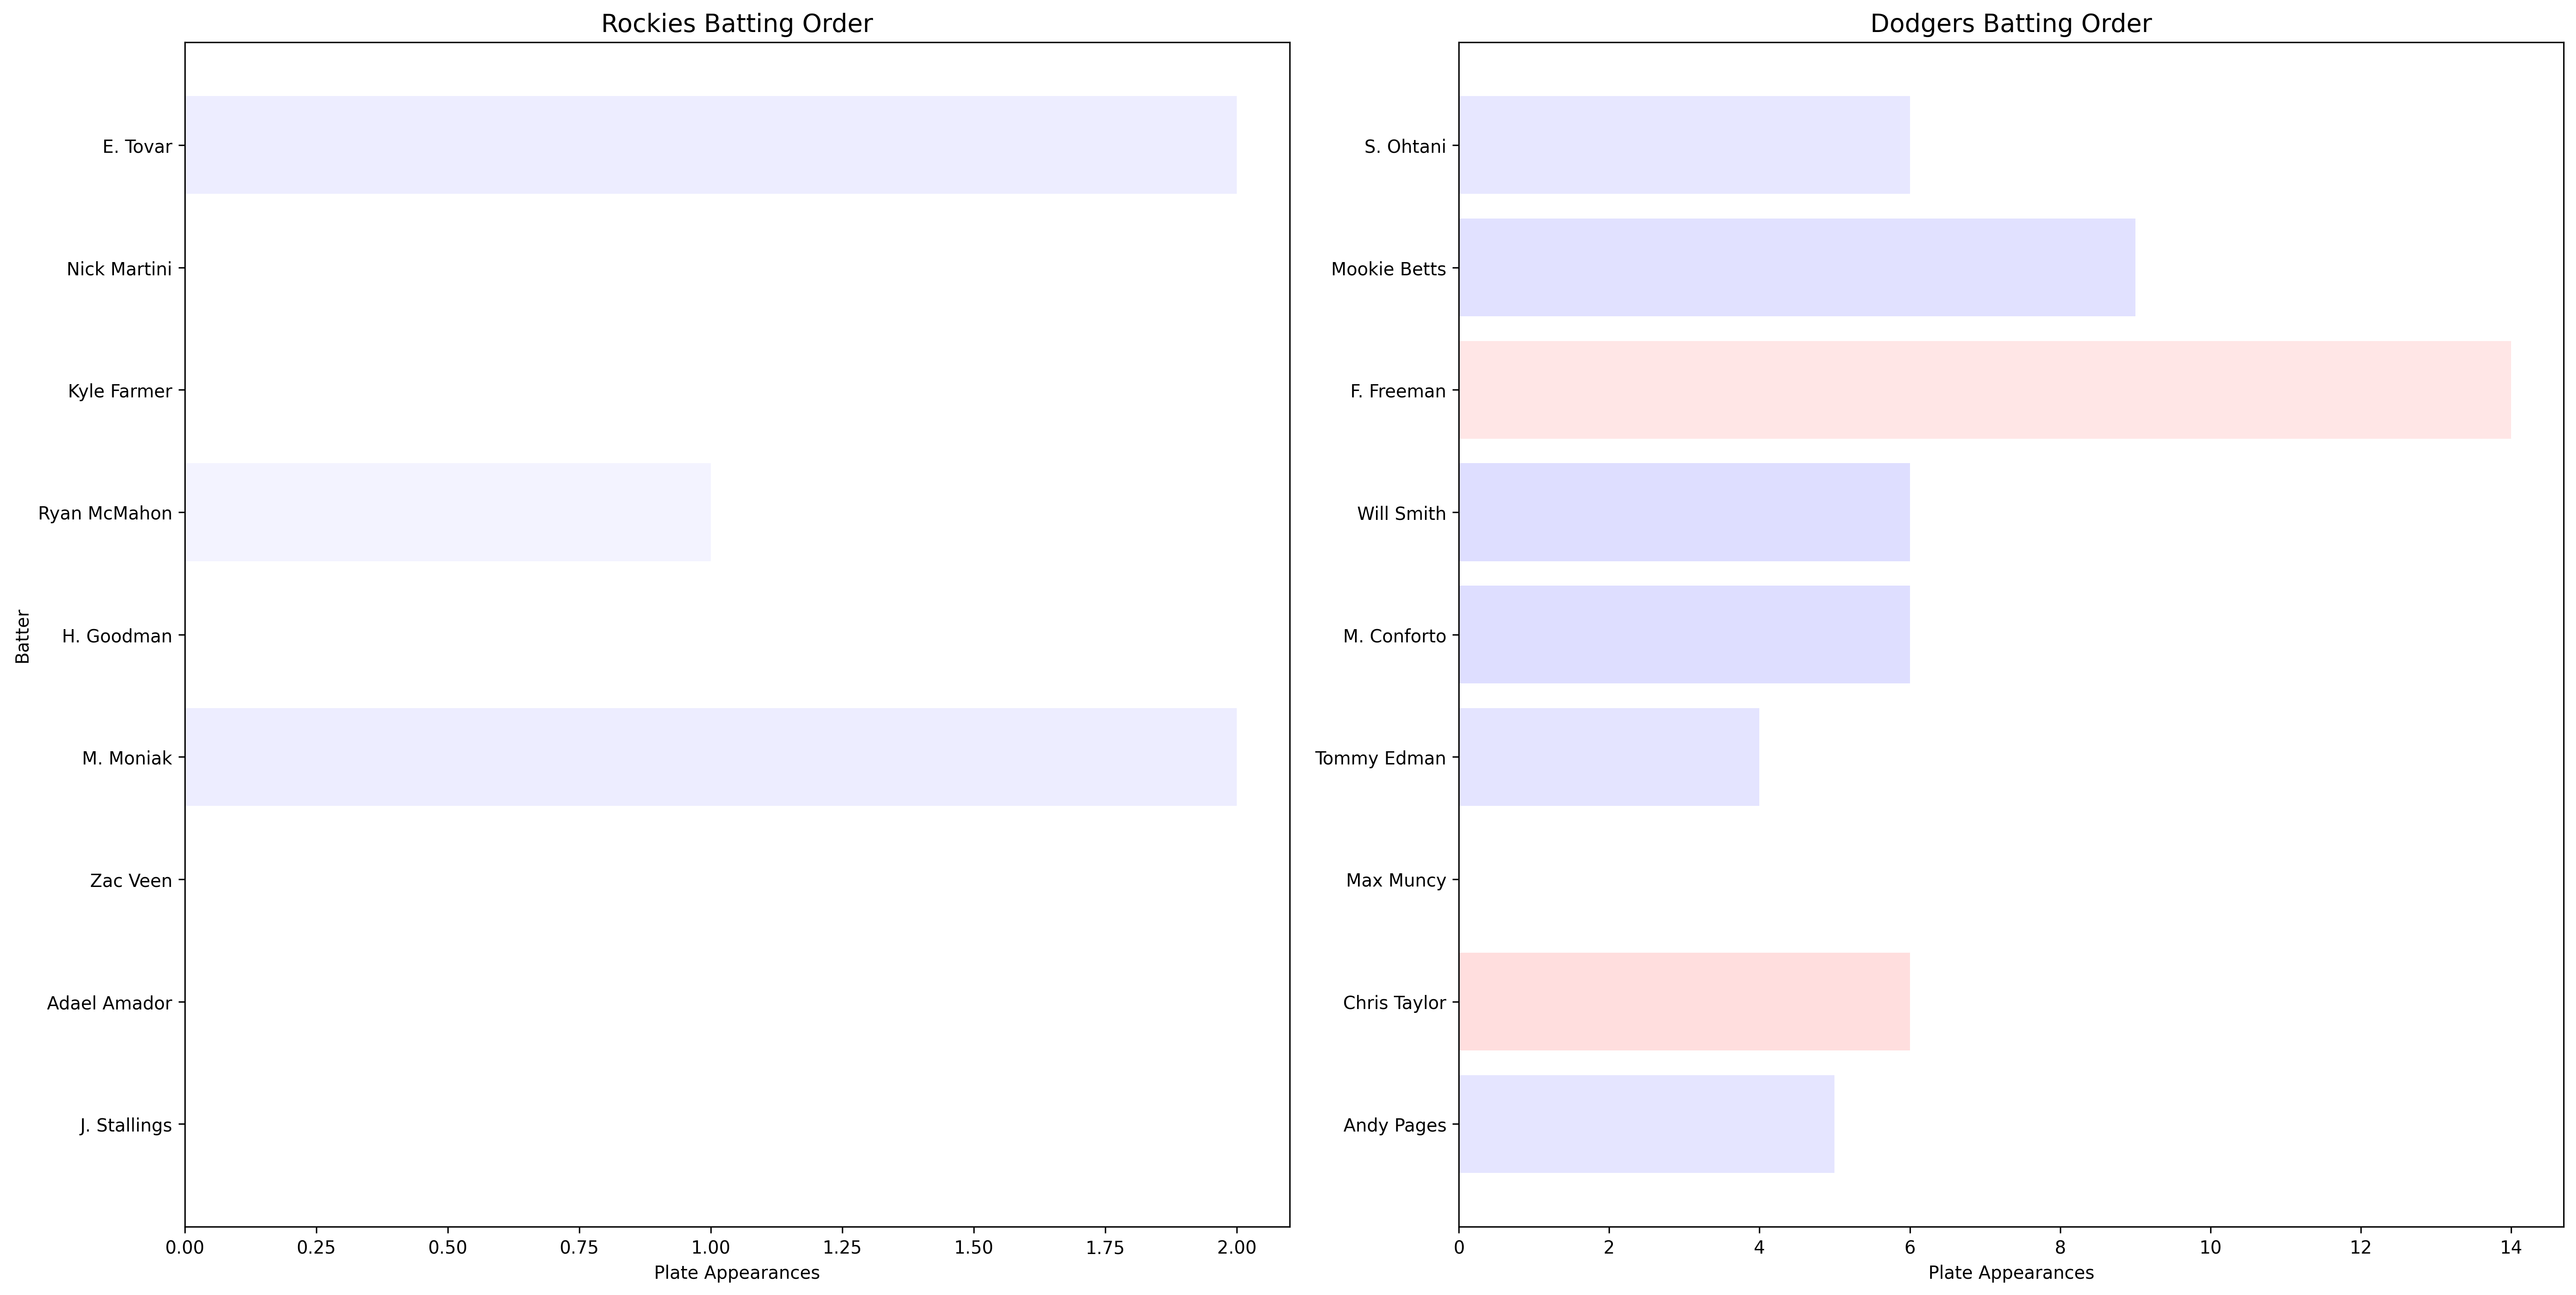 Rockies Batting Order
Batter
E. Tovar
Nick Martini
Kyle Farmer
Ryan McMahon
H. Goodman
M. Moniak
Zac Veen
Adael Amador
J. Stallings
0.00 0.25 0.50 0.75 1.00 1.25 1.50 1.75 2.00
Plate Appearances
Dodgers Batting Order
S. Ohtani
Mookie Betts
F. Freeman
Will Smith
M. Conforto
Tommy Edman
Max Muncy
Chris Taylor
Andy Pages
0 2 4 6 8 10 12 14
Plate Appearances